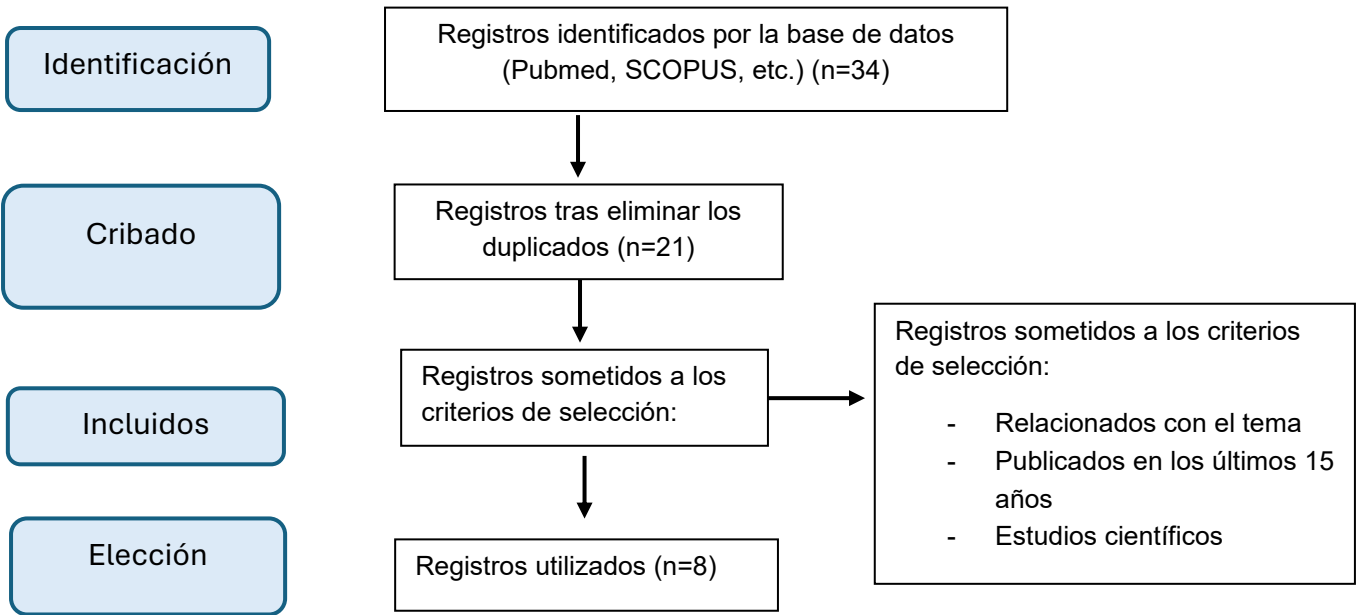 Identificación
Registros identificados por la base de datos
(Pubmed, SCOPUS, etc.) (n=34)
Cribado
Registros tras eliminar los
duplicados (n=21)
Incluidos
Registros sometidos a los
criterios de selección:
Registros sometidos a los criterios
de selección:
- Relacionados con el tema
- Publicados en los últimos 15
años
- Estudios científicos
Elección
Registros utilizados (n=8)